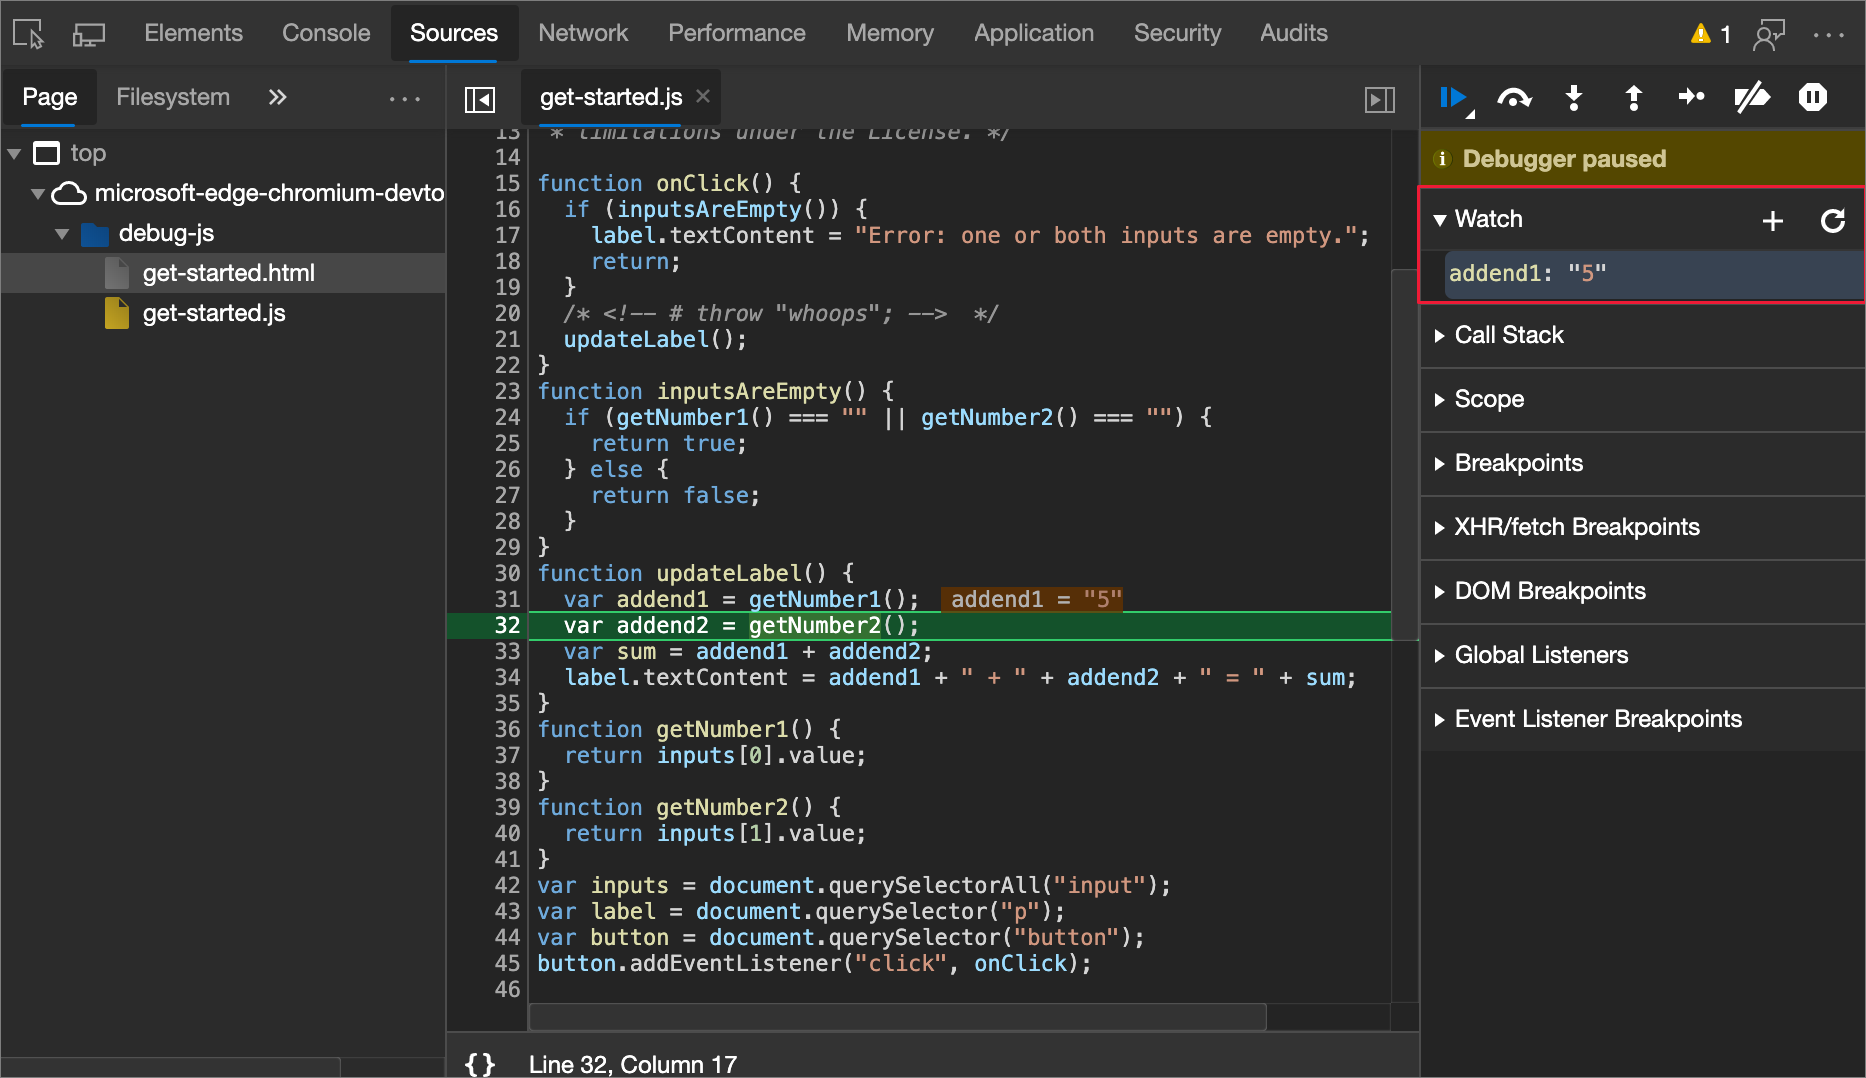 Elements Console Sources Network Performance Memory Application Security Audits 1
Page Filesystem
get-started.js
Debugger paused
top
microsoft-edge-chromium-devto
debug-js
get-started.html
get-started.js
13 * limitations under the License. */
14
15 function onClick() {
16 if (inputsAreEmpty()) {
17 label.textContent = "Error: one or both inputs are empty.";
18 return;
19 }
20 /* <!-- # throw "whoops"; --> */
21 updateLabel();
22 }
23 function inputsAreEmpty() {
24 if (getNumber1() === "" || getNumber2() === "") {
25 return true;
26 } else {
27 return false;
28 }
29 }
30 function updateLabel() {
31 var addend1 = getNumber1(); addend1 = "5"
32 var addend2 = getNumber2();
33 var sum = addend1 + addend2;
34 label.textContent = addend1 + " + " + addend2 + " = " + sum;
35 }
36 function getNumber1() {
37 return inputs[0].value;
38 }
39 function getNumber2() {
40 return inputs[1].value;
41 }
42 var inputs = document.querySelectorAll("input");
43 var label = document.querySelector("p");
44 var button = document.querySelector("button");
45 button.addEventListener("click", onClick);
46
{} Line 32, Column 17
Watch
addend1: "5"
Call Stack
Scope
Breakpoints
XHR/fetch Breakpoints
DOM Breakpoints
Global Listeners
Event Listener Breakpoints